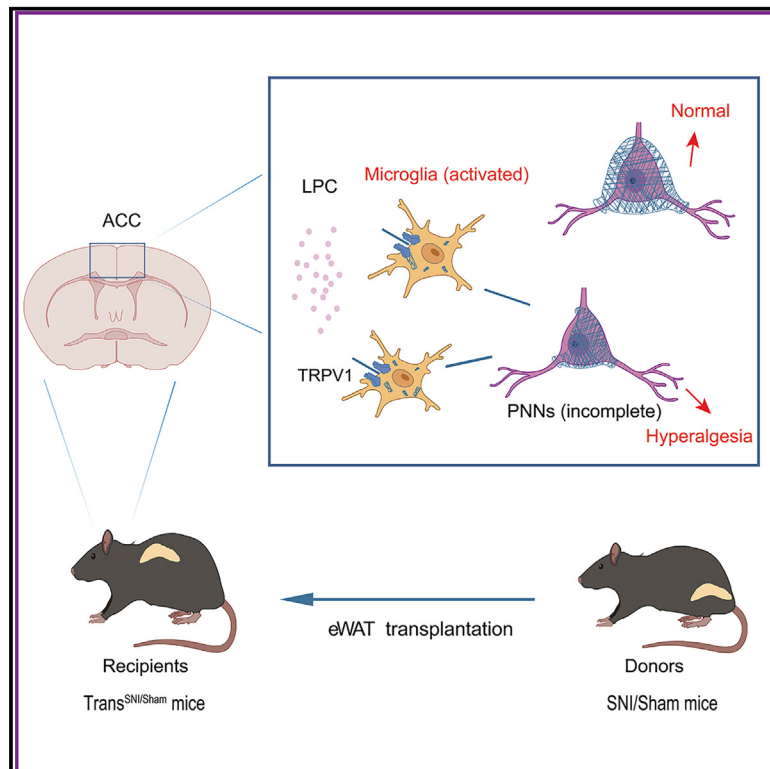 Normal
Microglia (activated)
LPC
ACC
TRPV1
PNNs (incomplete)
Hyperalgesia
eWAT transplantation
Recipients
Donors
Trans^SNI/Sham mice
SNI/Sham mice